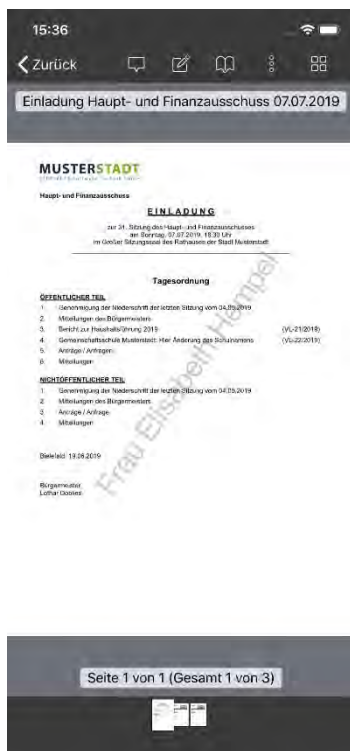 15:36
Zurück
Einladung Haupt- und Finanzausschuss 07.07.2019
MUSTERSTADT
Haupt- und Finanzausschuss
EINLADUNG
zur 31. Sitzung des Haupt- und Finanzausschusses
am Sonntag, 07.07.2019, 16:30 Uhr
im Großer Sitzungssaal des Rathauses der Stadt Musterstadt
Tagesordnung
ÖFFENTLICHER TEIL
1. Genehmigung der Niederschrift der letzten Sitzung vom 04.05.2019
2. Mitteilungen des Bürgermeisters
3. Bericht zur Haushaltsführung 2019 (VL-21/2019)
4. Gemeinschaftsschule Musterstadt: Hier Änderung des Schulnamens (VL-22/2019)
5. Anträge / Anfragen
6. Mitteilungen
NICHTÖFFENTLICHER TEIL
1. Genehmigung der Niederschrift der letzten Sitzung vom 04.05.2019
2. Mitteilungen des Bürgermeisters
3. Anträge / Anfrage
4. Mitteilungen
Bielefeld, 19.06.2019
Bürgermeister
Lothar
Frau Elisabeth Hempel
Seite 1 von 1 (Gesamt 1 von 3)